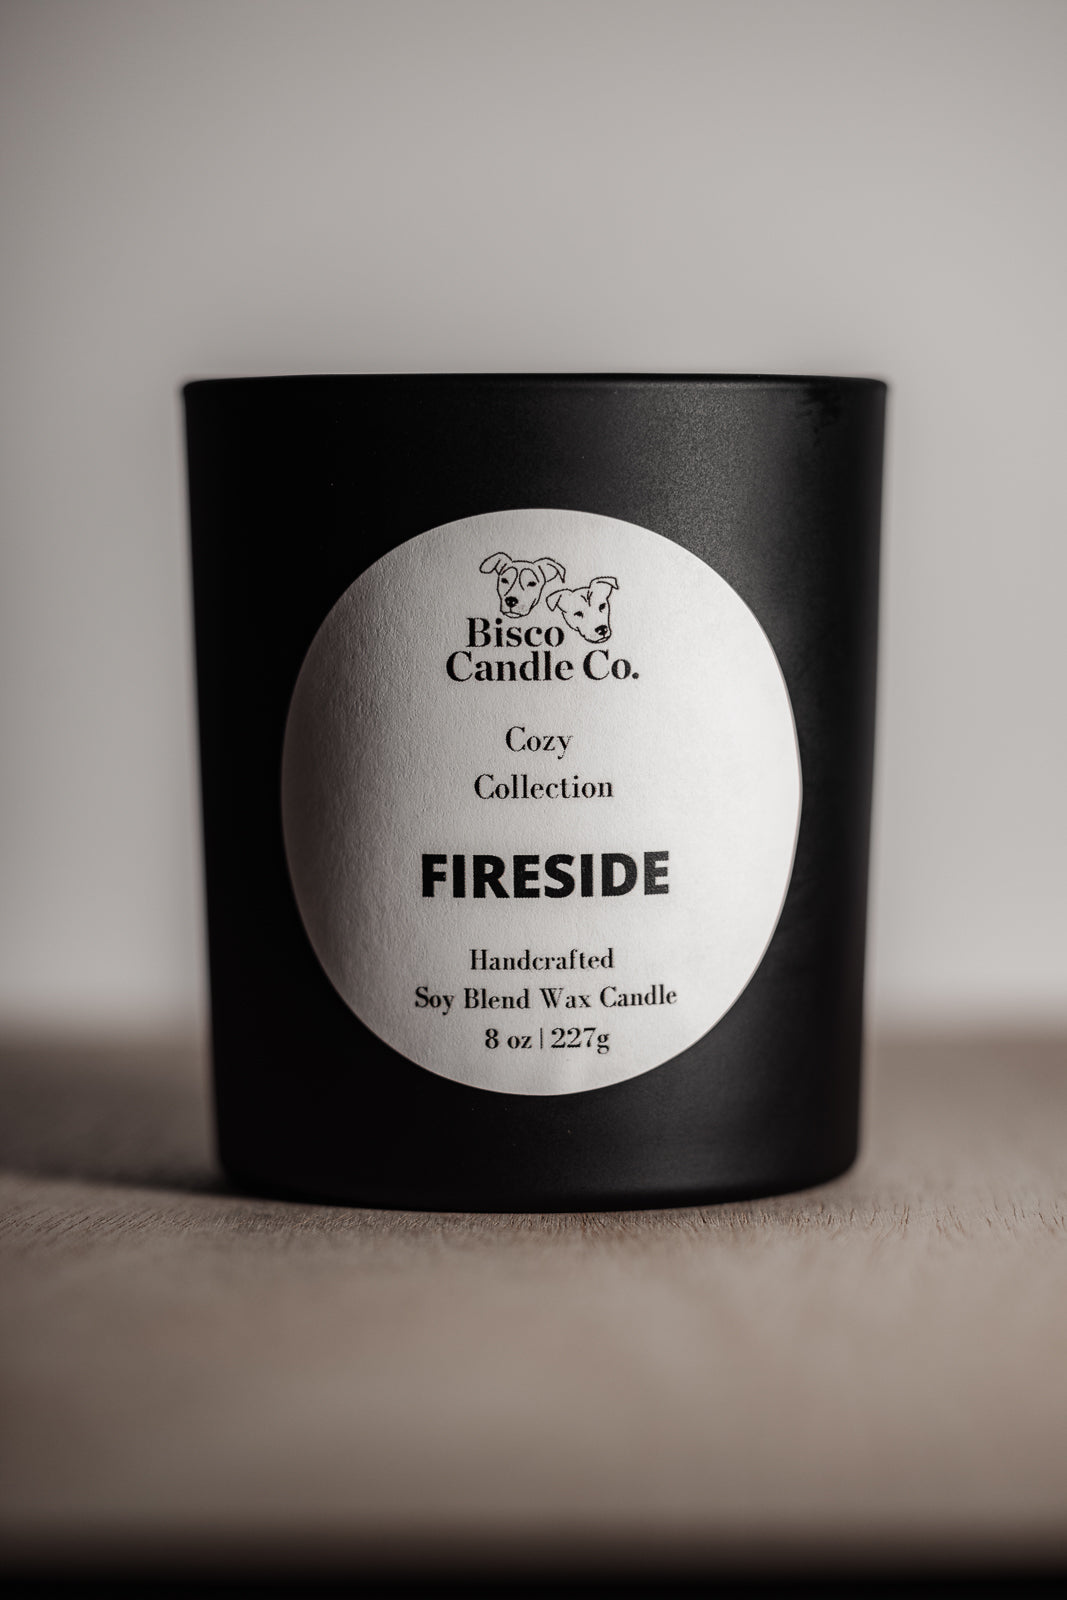 Bisco
Candle Co.
Cozy
Collection
FIRESIDE
Handcrafted
Soy Blend Wax Candle
8 oz | 227g